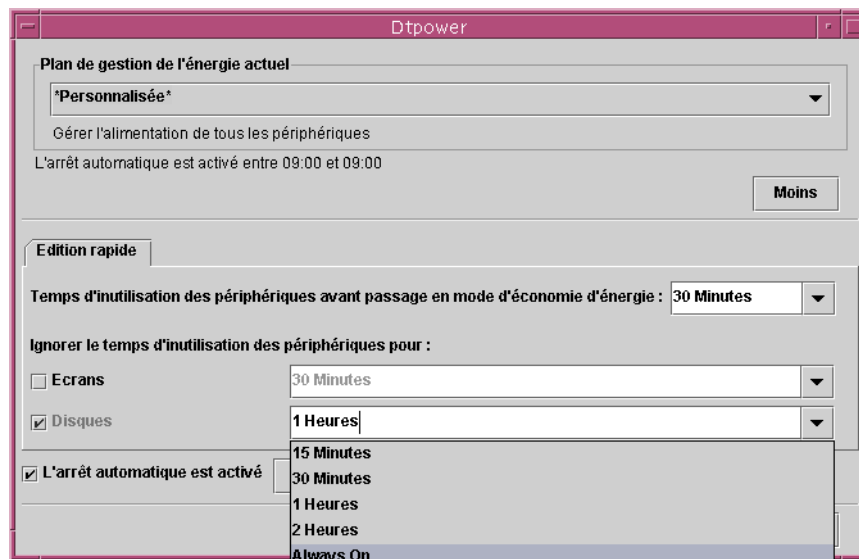 Dtpower
Plan de gestion de l'énergie actuel
*Personnalisée*
Gérer l'alimentation de tous les périphériques
L'arrêt automatique est activé entre 09:00 et 09:00
Moins
Edition rapide
Temps d'inutilisation des périphériques avant passage en mode d'économie d'énergie : 30 Minutes
Ignorer le temps d'inutilisation des périphériques pour :
Ecrans 30 Minutes
Disques 1 Heures
15 Minutes
L'arrêt automatique est activé 30 Minutes
1 Heures
2 Heures
Always On